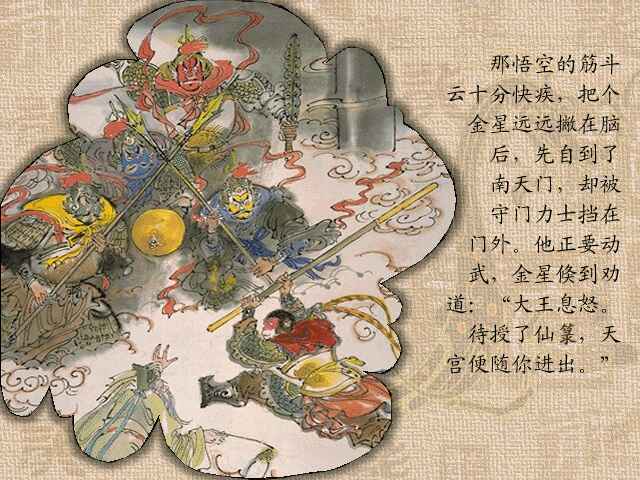 那悟空的筋斗
云十分快疾，把个
金星远远撇在脑
后，先自到了
南天门，却被
守门力士挡在
门外。他正要动
武，金星倏到劝
道：“大王息怒。
待授了仙箓，天
宫便随你进出。”